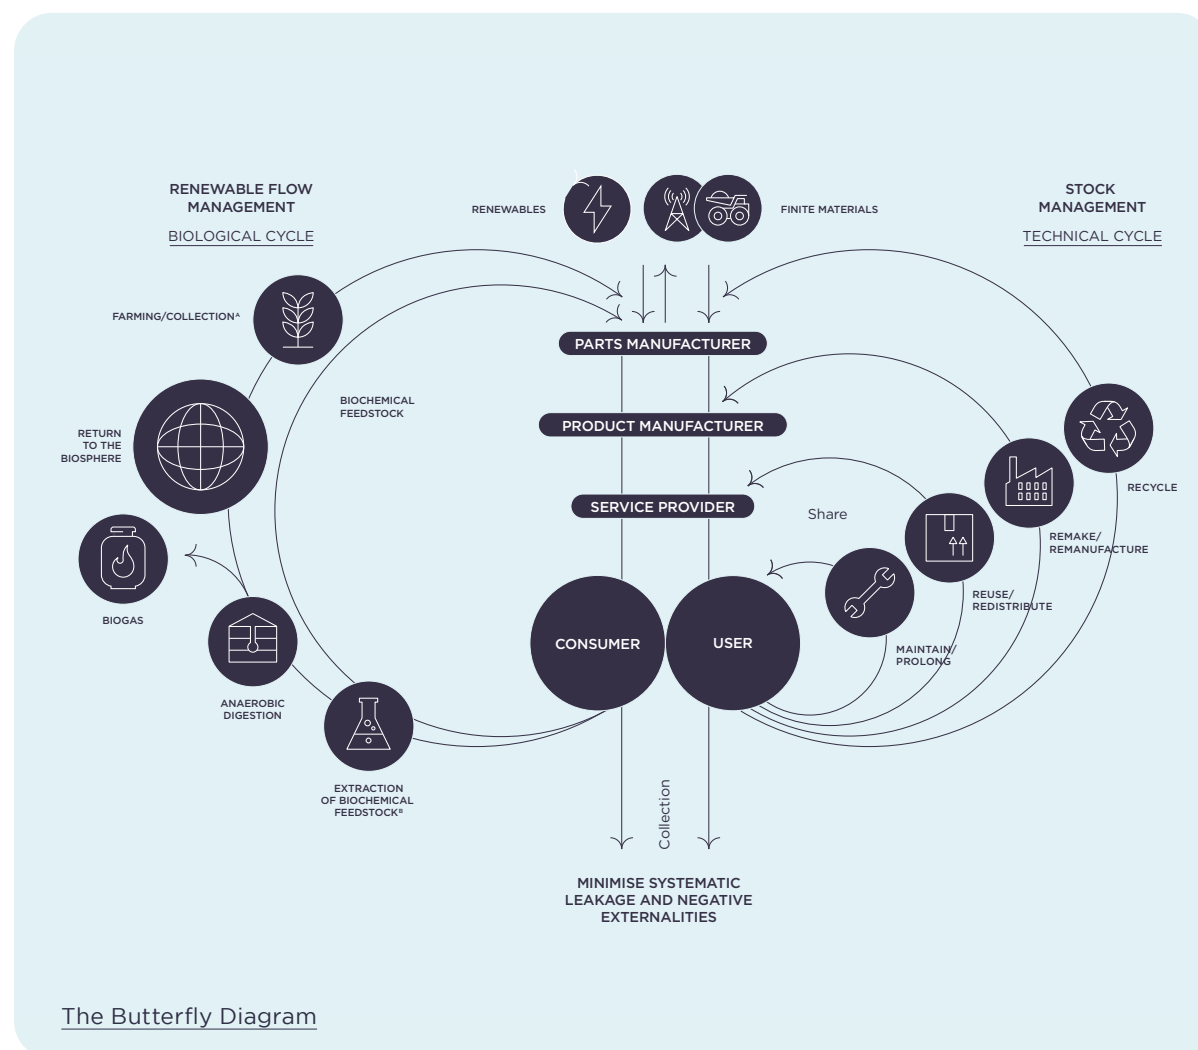 RENEWABLE FLOW
MANAGEMENT
BIOLOGICAL CYCLE
RENEWABLES
FINITE MATERIALS
STOCK
MANAGEMENT
TECHNICAL CYCLE
FARMING/COLLECTIONᴬ
PARTS MANUFACTURER
BIOCHEMICAL
FEEDSTOCK
PRODUCT MANUFACTURER
RETURN
TO THE
BIOSPHERE
RECYCLE
SERVICE PROVIDER
Share
REMAKE/
REMANUFACTURE
REUSE/
REDISTRIBUTE
BIOGAS
CONSUMER
USER
MAINTAIN/
PROLONG
ANAEROBIC
DIGESTION
EXTRACTION
OF BIOCHEMICAL
FEEDSTOCKᴮ
Collection
MINIMISE SYSTEMATIC
LEAKAGE AND NEGATIVE
EXTERNALITIES
The Butterfly Diagram